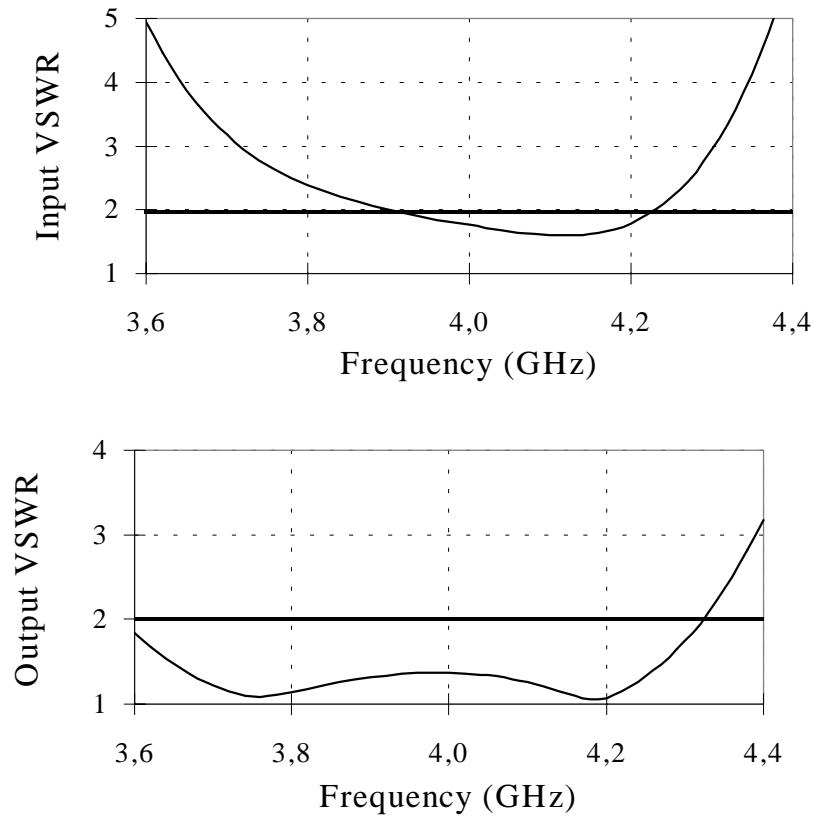 Input VSWR
5
4
3
2
1
3,6 3,8 4,0 4,2 4,4
Frequency (GHz)
Output VSWR
4
3
2
1
3,6 3,8 4,0 4,2 4,4
Frequency (GHz)